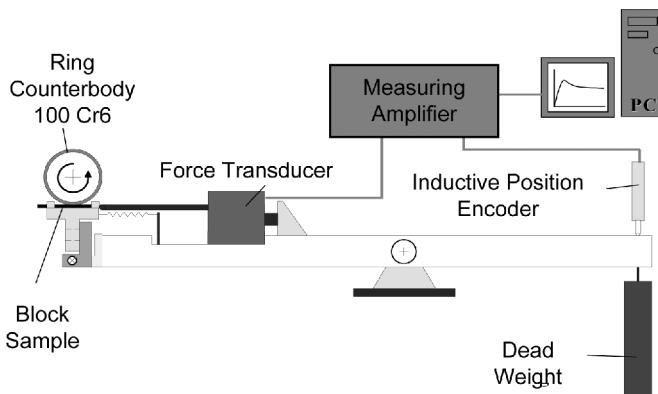 Ring
Counterbody
100 Cr6
Measuring
Amplifier
PC
Force Transducer
Inductive Position
Encoder
Block
Sample
Dead
Weight